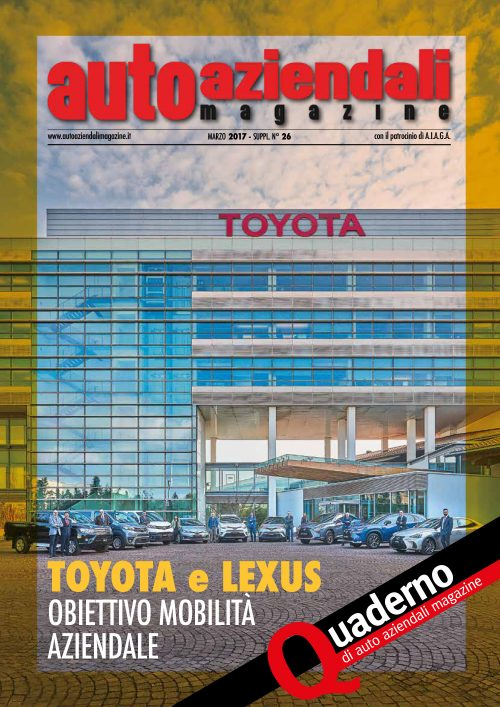 autoaziendali
magazine
www.autoaziendalimagazine.it
MARZO 2017 - SUPPL. N° 26
con il patrocinio di A.I.A.G.A.
TOYOTA
TOYOTA e LEXUS
OBIETTIVO MOBILITÀ
AZIENDALE
Quaderno
di auto aziendali magazine